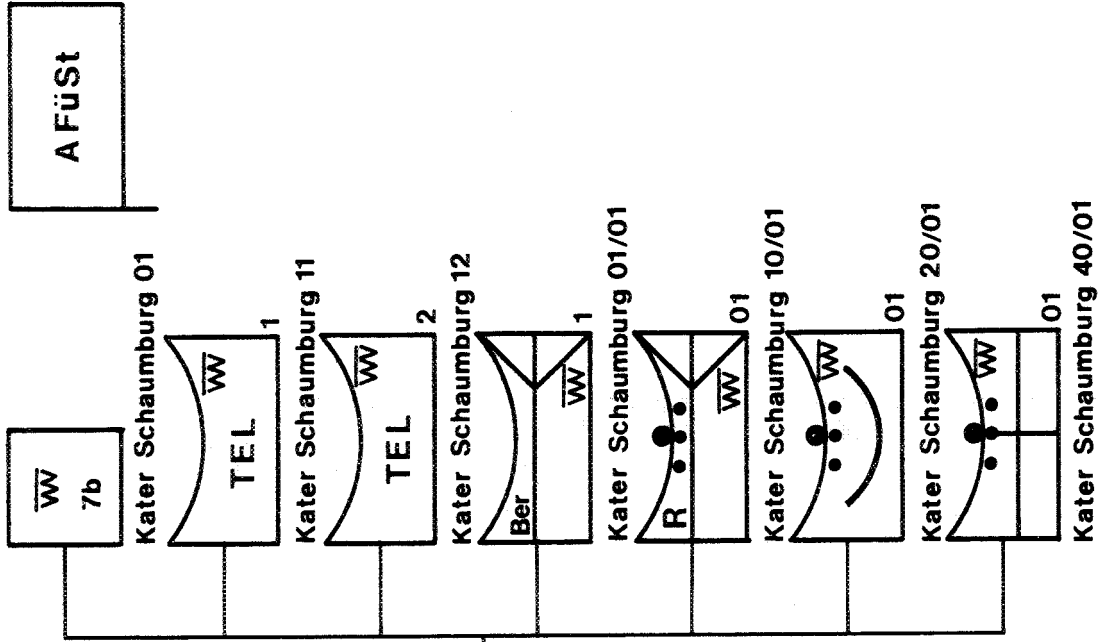 AFüSt
W
7b
Kater Schaumburg 01
W
TEL
1
Kater Schaumburg 11
W
TEL
2
Kater Schaumburg 12
Ber
W
1
Kater Schaumburg 01/01
R
W
01
Kater Schaumburg 10/01
W
01
Kater Schaumburg 20/01
W
01
Kater Schaumburg 40/01